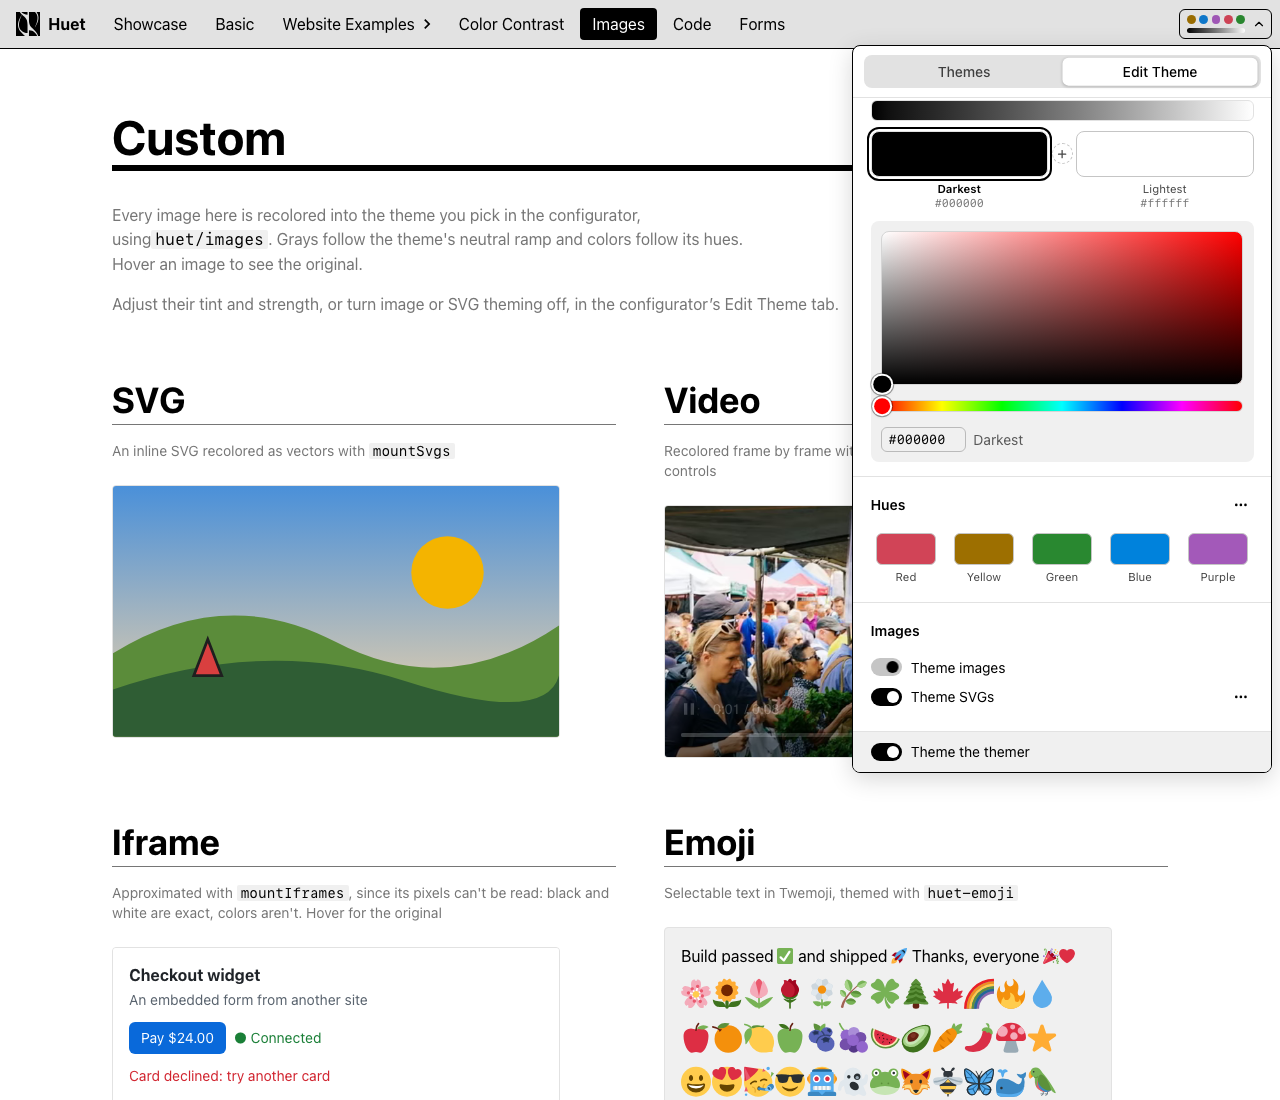 Huet Showcase Basic Website Examples Color Contrast Images Code Forms
Themes Edit Theme
Custom
Every image here is recolored into the theme you pick in the configurator,
using huet/images. Grays follow the theme's neutral ramp and colors follow its hues.
Hover an image to see the original.
Adjust their tint and strength, or turn image or SVG theming off, in the configurator’s Edit Theme tab.
+
Darkest Lightest
#000000 #ffffff
#000000 Darkest
Hues
Red Yellow Green Blue Purple
Images
Theme images
Theme SVGs
Theme the themer
SVG
An inline SVG recolored as vectors with mountSvgs
Video
Recolored frame by frame
controls
0:01
Iframe
Approximated with mountIframes, since its pixels can't be read: black and
white are exact, colors aren't. Hover for the original
Checkout widget
An embedded form from another site
Pay $24.00 Connected
Card declined: try another card
Emoji
Selectable text in Twemoji, themed with huet-emoji
Build passed ✅ and shipped 🚀 Thanks, everyone 🎉❤️